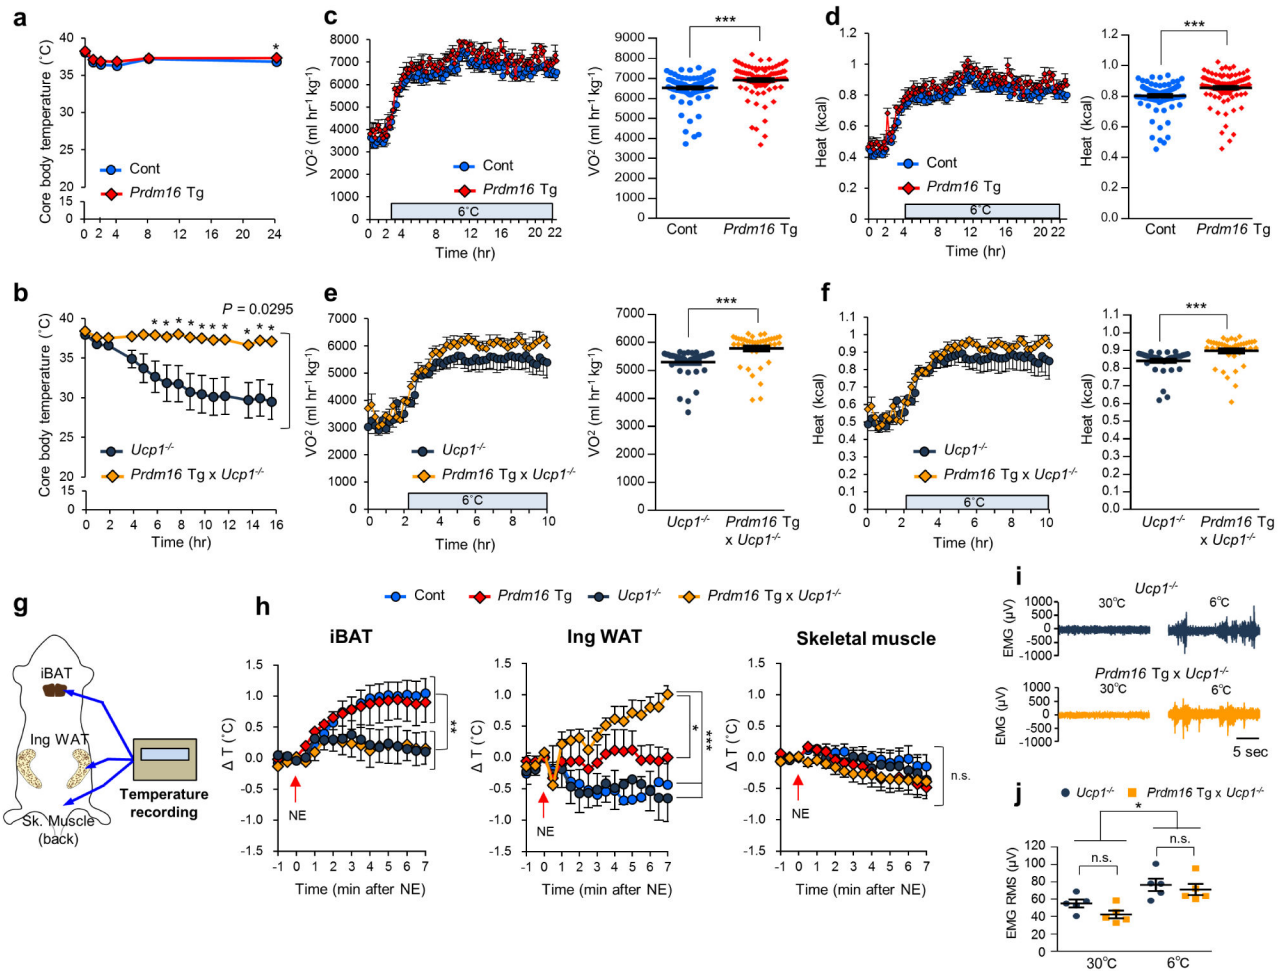 a
40
35
30
25
20
15
0
Core body temperature (°C)
*
Cont
Prdm16 Tg
0 2 4 8 12 16 20 24
Time (hr)
c
8000
7000
6000
5000
4000
3000
2000
1000
0
VO² (ml hr⁻¹ kg⁻¹)
Cont
Prdm16 Tg
6°C
0 2 4 6 8 10 12 14 16 18 20 22
Time (hr)
***
9000
8000
7000
6000
5000
4000
3000
2000
1000
0
VO² (ml hr⁻¹ kg⁻¹)
Cont
Prdm16 Tg
d
1.2
1
0.8
0.6
0.4
0.2
0
Heat (kcal)
Cont
Prdm16 Tg
6°C
0 2 4 6 8 10 12 14 16 18 20 22
Time (hr)
***
1.2
1.0
0.8
0.6
0.4
0.2
0.0
Heat (kcal)
Cont
Prdm16 Tg
b
P = 0.0295
* * * * * * * * * *
40
35
30
25
20
15
0
Core body temperature (°C)
Ucp1⁻/⁻
Prdm16 Tg x Ucp1⁻/⁻
0 2 4 6 8 10 12 14 16
Time (hr)
e
7000
6000
5000
4000
3000
2000
1000
0
VO² (ml hr⁻¹ kg⁻¹)
Ucp1⁻/⁻
Prdm16 Tg x Ucp1⁻/⁻
6°C
0 2 4 6 8 10
Time (hr)
***
7000
6000
5000
4000
3000
2000
1000
0
VO² (ml hr⁻¹ kg⁻¹)
Ucp1⁻/⁻
Prdm16 Tg
x Ucp1⁻/⁻
f
1.1
1
0.9
0.8
0.7
0.6
0.5
0.4
0.3
0.2
0.1
0
Heat (kcal)
Ucp1⁻/⁻
Prdm16 Tg x Ucp1⁻/⁻
6°C
0 2 4 6 8 10
Time (hr)
***
1.1
1.0
0.9
0.8
0.7
0.6
0.5
0.4
0.3
0.2
0.1
0.0
Heat (kcal)
Ucp1⁻/⁻
Prdm16 Tg
x Ucp1⁻/⁻
g
iBAT
Ing WAT
Sk. Muscle
(back)
Temperature
recording
h
Cont
Prdm16 Tg
Ucp1⁻/⁻
Prdm16 Tg x Ucp1⁻/⁻
iBAT
1.5
1.0
0.5
0.0
-0.5
-1.0
-1.5
Δ T (°C)
NE
**
-1 0 1 2 3 4 5 6 7
Time (min after NE)
Ing WAT
1.5
1.0
0.5
0.0
-0.5
-1.0
-1.5
Δ T (°C)
NE
*
***
-1 0 1 2 3 4 5 6 7
Time (min after NE)
Skeletal muscle
1.5
1.0
0.5
0.0
-0.5
-1.0
-1.5
Δ T (°C)
NE
n.s.
-1 0 1 2 3 4 5 6 7
Time (min after NE)
i
Ucp1⁻/⁻
30°C
6°C
1000
500
0
-500
-1000
EMG (µV)
Prdm16 Tg x Ucp1⁻/⁻
30°C
6°C
1000
500
0
-500
-1000
EMG (µV)
5 sec
j
Ucp1⁻/⁻
Prdm16 Tg x Ucp1⁻/⁻
*
n.s.
n.s.
120
100
80
60
40
20
0
EMG RMS (µV)
30°C
6°C